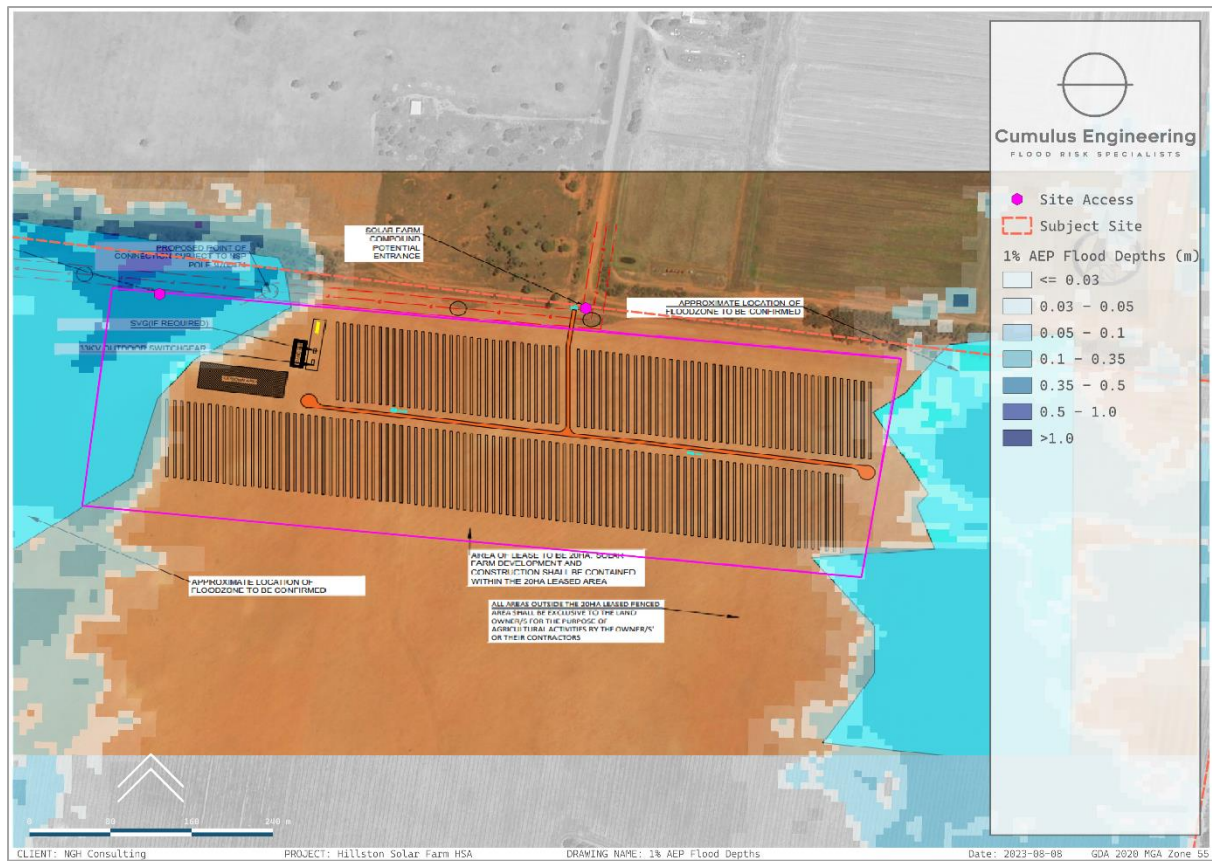 Cumulus Engineering
FLOOD RISK SPECIALISTS
Site Access
Subject Site
1% AEP Flood Depths (m)
<= 0.03
0.03 - 0.05
0.05 - 0.1
0.1 - 0.35
0.35 - 0.5
0.5 - 1.0
>1.0
SOLAR FARM
COMPOUND
POTENTIAL
ENTRANCE
PROPOSED POINT OF
CONNECTION SUBJECT TO NSP
POLE
APPROXIMATE LOCATION OF
FLOODZONE TO BE CONFIRMED
SVG(IF REQUIRED)
33KV OUTDOOR SWITCHGEAR
AREA OF LEASE TO BE 20HA. SOLAR
FARM DEVELOPMENT AND
CONSTRUCTION SHALL BE CONTAINED
WITHIN THE 20HA LEASED AREA
APPROXIMATE LOCATION OF
FLOODZONE TO BE CONFIRMED
ALL AREAS OUTSIDE THE 20HA LEASED FENCED
AREA SHALL BE EXCLUSIVE TO THE LAND
OWNER/S FOR THE PURPOSE OF
AGRICULTURAL ACTIVITIES BY THE OWNER/S'
OR THEIR CONTRACTORS
0 80 160 240 m
CLIENT: NGH Consulting
PROJECT: Hillston Solar Farm HSA
DRAWING NAME: 1% AEP Flood Depths
Date: 2023-08-08
GDA 2020 MGA Zone 55